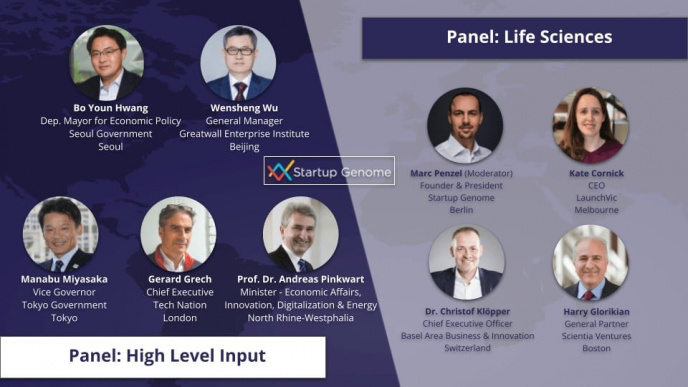 Bo Youn Hwang
Dep. Mayor for Economic Policy
Seoul Government
Seoul
Wensheng Wu
General Manager
Greatwall Enterprise Institute
Beijing
Manabu Miyasaka
Vice Governor
Tokyo Government
Tokyo
Gerard Grech
Chief Executive
Tech Nation
London
Prof. Dr. Andreas Pinkwart
Minister - Economic Affairs,
Innovation, Digitalization & Energy
North Rhine-Westphalia
Panel: High Level Input
Startup Genome
Panel: Life Sciences
Marc Penzel (Moderator)
Founder & President
Startup Genome
Berlin
Kate Cornick
CEO
LaunchVic
Melbourne
Dr. Christof Klöpper
Chief Executive Officer
Basel Area Business & Innovation
Switzerland
Harry Glorikian
General Partner
Scientia Ventures
Boston